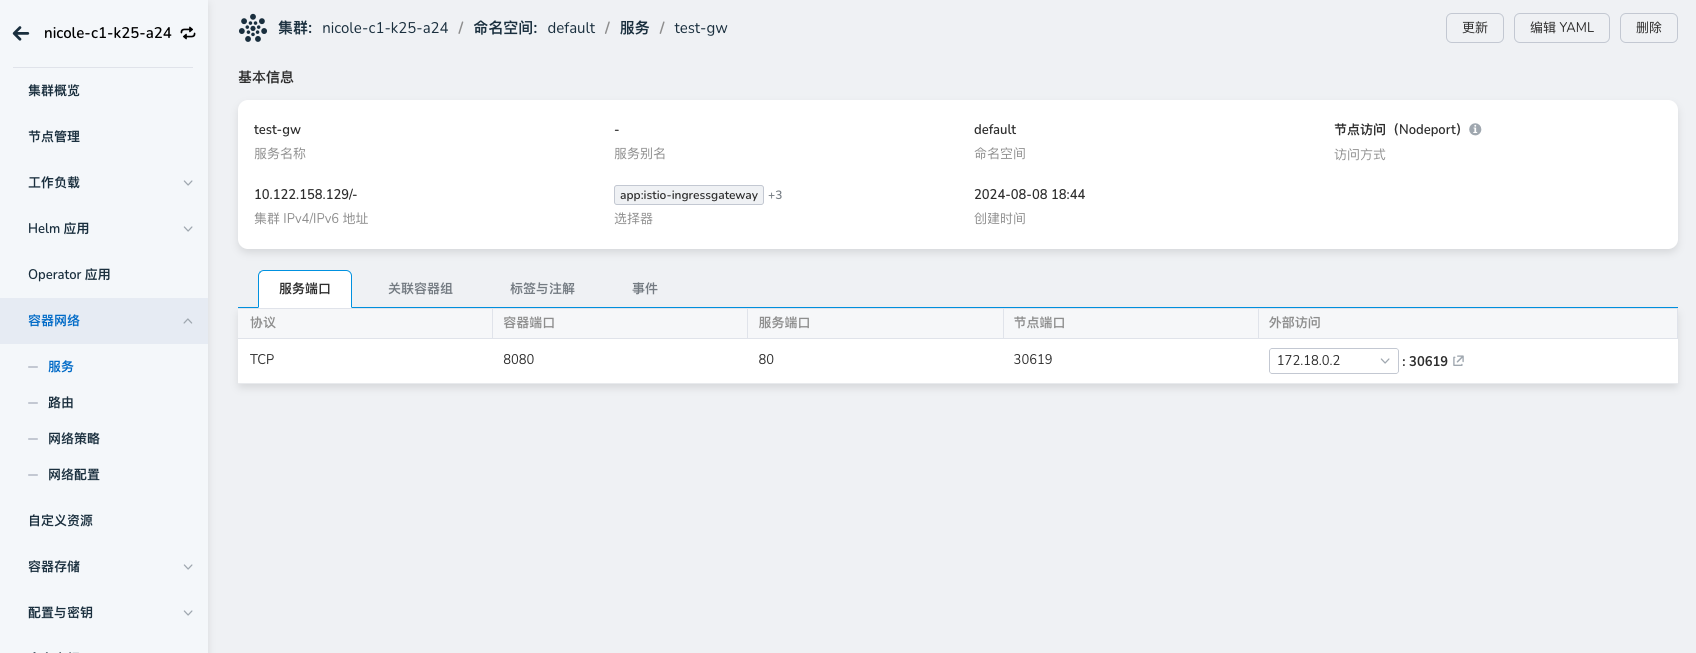 nicole-c1-k25-a24
集群概览
节点管理
工作负载
Helm 应用
Operator 应用
容器网络
服务
路由
网络策略
网络配置
自定义资源
容器存储
配置与密钥
集群: nicole-c1-k25-a24 / 命名空间: default / 服务 / test-gw
更新 编辑 YAML 删除
基本信息
test-gw - default 节点访问（Nodeport）
服务名称 服务别名 命名空间 访问方式
10.122.158.129/- app:istio-ingressgateway +3 2024-08-08 18:44
集群 IPv4/IPv6 地址 选择器 创建时间
服务端口 关联容器组 标签与注解 事件
协议 容器端口 服务端口 节点端口 外部访问
TCP 8080 80 30619 172.18.0.2 : 30619